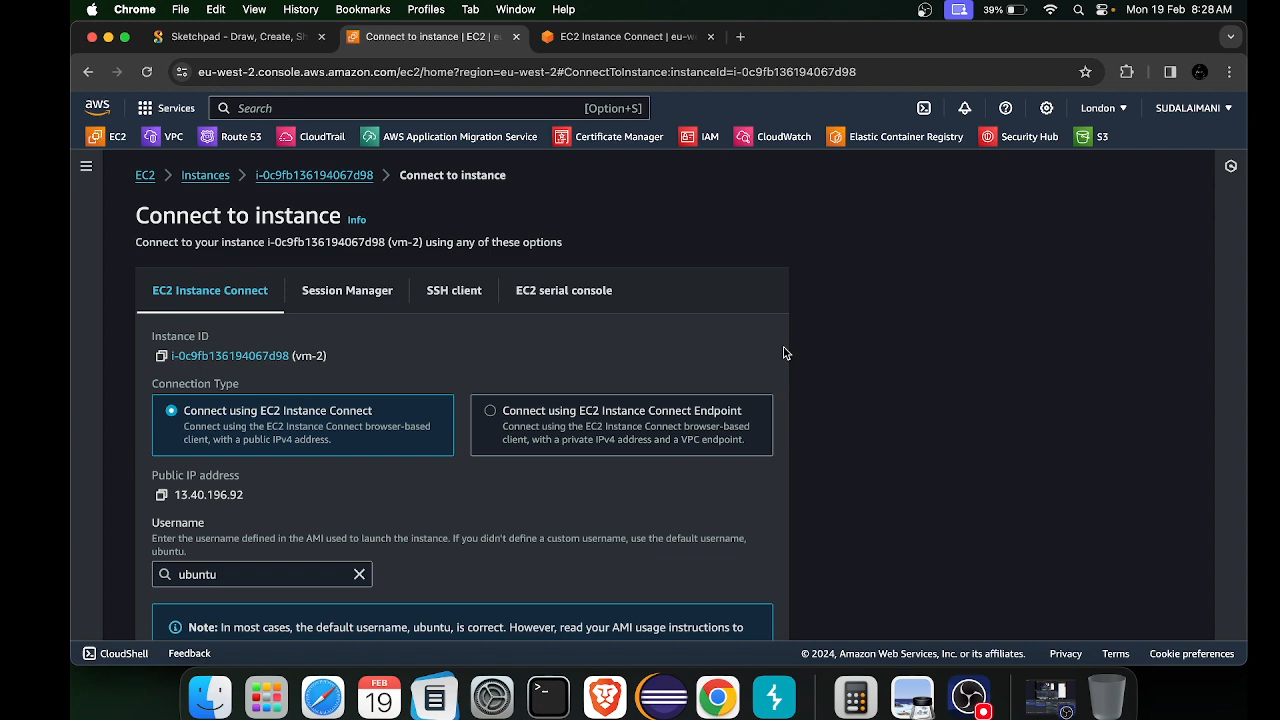 Chrome File Edit View History Bookmarks Profiles Tab Window Help 39% Mon 19 Feb 8:28AM
Sketchpad - Draw, Create, Sh Connect to instance | EC2 | eu EC2 Instance Connect | eu-w
eu-west-2.console.aws.amazon.com/ec2/home?region=eu-west-2#ConnectToInstance:instanceId=i-0c9fb136194067d98
aws Services Search [Option+S] London SUDALAIMANI
EC2 VPC Route 53 CloudTrail AWS Application Migration Service Certificate Manager IAM CloudWatch Elastic Container Registry Security Hub S3
EC2 Instances i-0c9fb136194067d98 Connect to instance
Connect to instance Info
Connect to your instance i-0c9fb136194067d98 (vm-2) using any of these options
EC2 Instance Connect Session Manager SSH client EC2 serial console
Instance ID
i-0c9fb136194067d98 (vm-2)
Connection Type
Connect using EC2 Instance Connect
Connect using the EC2 Instance Connect browser-based
client, with a public IPv4 address.
Connect using EC2 Instance Connect Endpoint
Connect using the EC2 Instance Connect browser-based
client, with a private IPv4 address and a VPC endpoint.
Public IP address
13.40.196.92
Username
Enter the username defined in the AMI used to launch the instance. If you didn't define a custom username, use the default username,
ubuntu.
ubuntu
Note: In most cases, the default username, ubuntu, is correct. However, read your AMI usage instructions to
CloudShell Feedback © 2024, Amazon Web Services, Inc. or its affiliates. Privacy Terms Cookie preferences
FEB
19